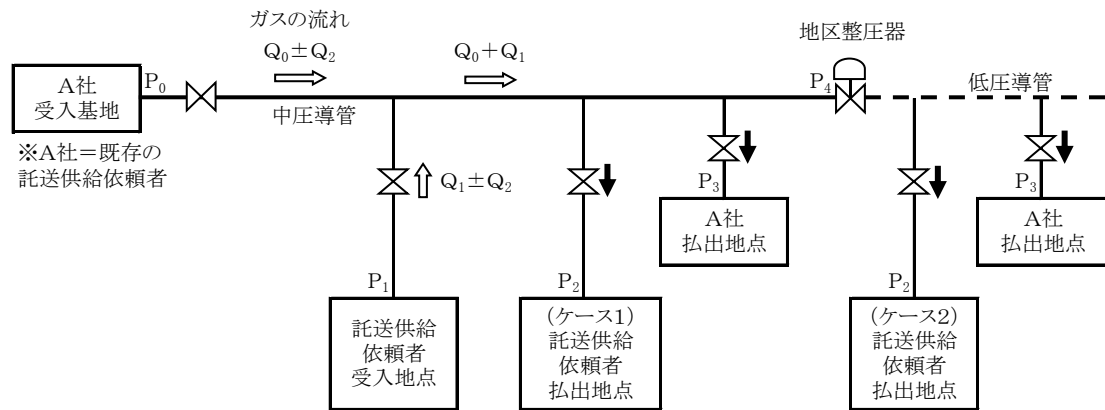 ガスの流れ
Q₀±Q₂
Q₀+Q₁
地区整圧器
A社
受入基地
P₀
P₄
中圧導管
低圧導管
※A社=既存の
託送供給依頼者
Q₁±Q₂
P₃
A社
払出地点
P₃
A社
払出地点
P₁
託送供給
依頼者
受入地点
P₂
(ケース1)
託送供給
依頼者
払出地点
P₂
(ケース2)
託送供給
依頼者
払出地点